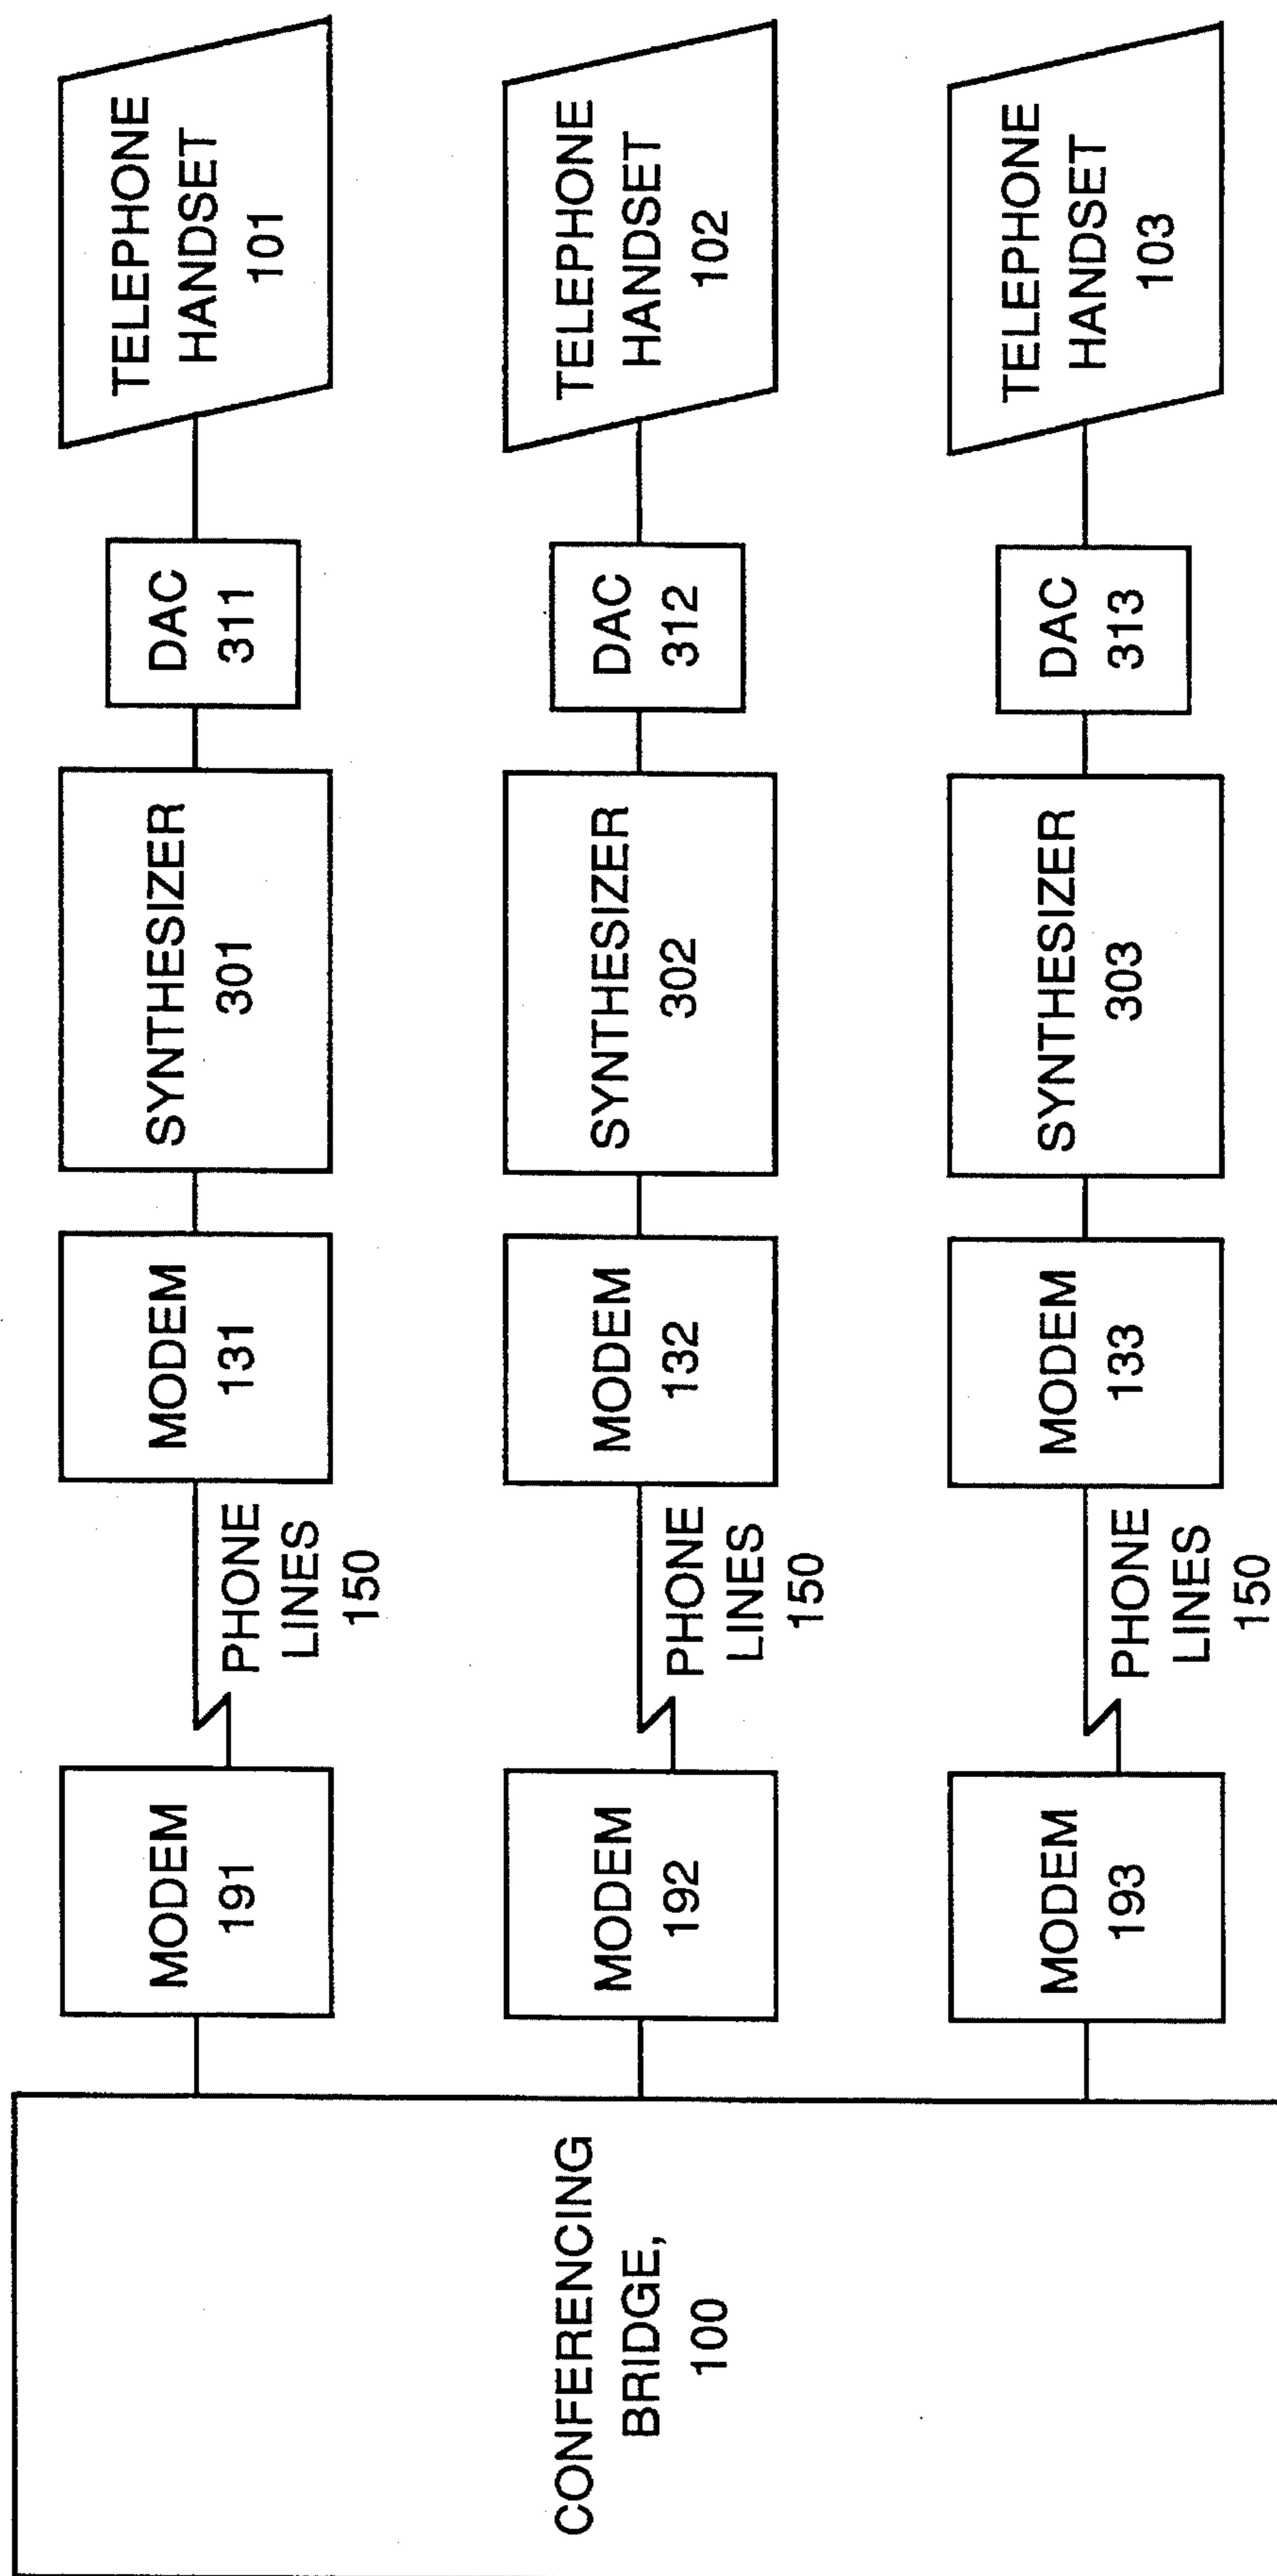 CONFERENCING
BRIDGE,
100
MODEM
191
PHONE
LINES
150
MODEM
131
SYNTHESIZER
301
DAC
311
TELEPHONE
HANDSET
101
MODEM
192
PHONE
LINES
150
MODEM
132
SYNTHESIZER
302
DAC
312
TELEPHONE
HANDSET
102
MODEM
193
PHONE
LINES
150
MODEM
133
SYNTHESIZER
303
DAC
313
TELEPHONE
HANDSET
103